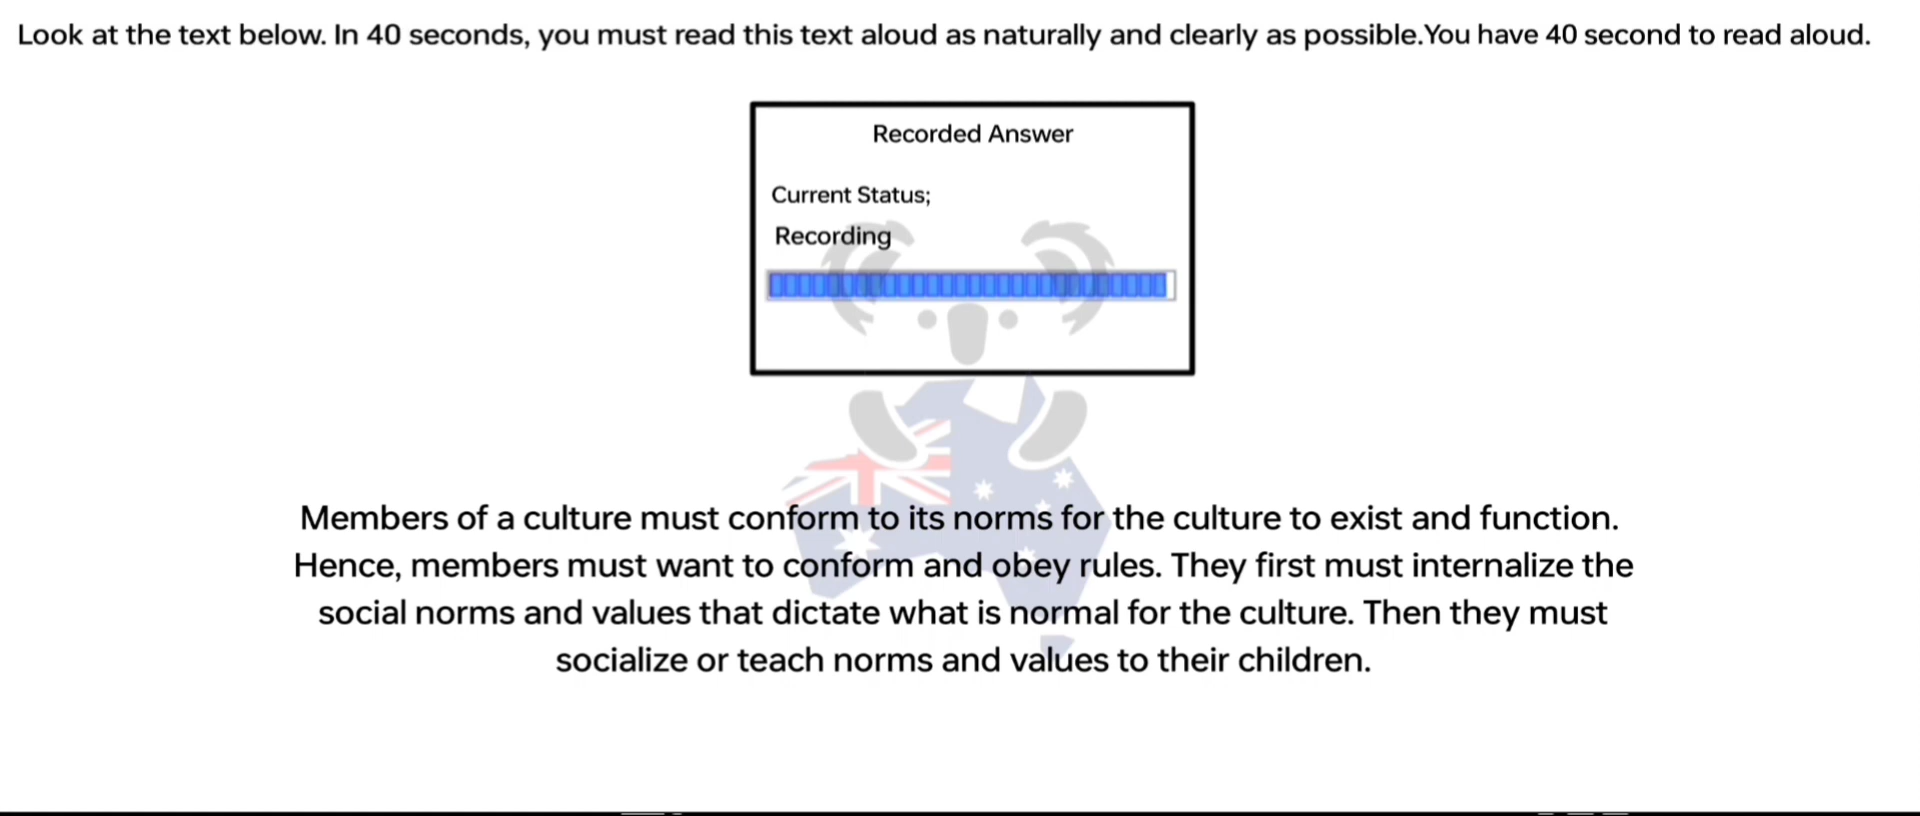 Look at the text below. In 40 seconds, you must read this text aloud as naturally and clearly as possible.You have 40 second to read aloud.
Recorded Answer
Current Status;
Recording
Members of a culture must conform to its norms for the culture to exist and function.
Hence, members must want to conform and obey rules. They first must internalize the
social norms and values that dictate what is normal for the culture. Then they must
socialize or teach norms and values to their children.